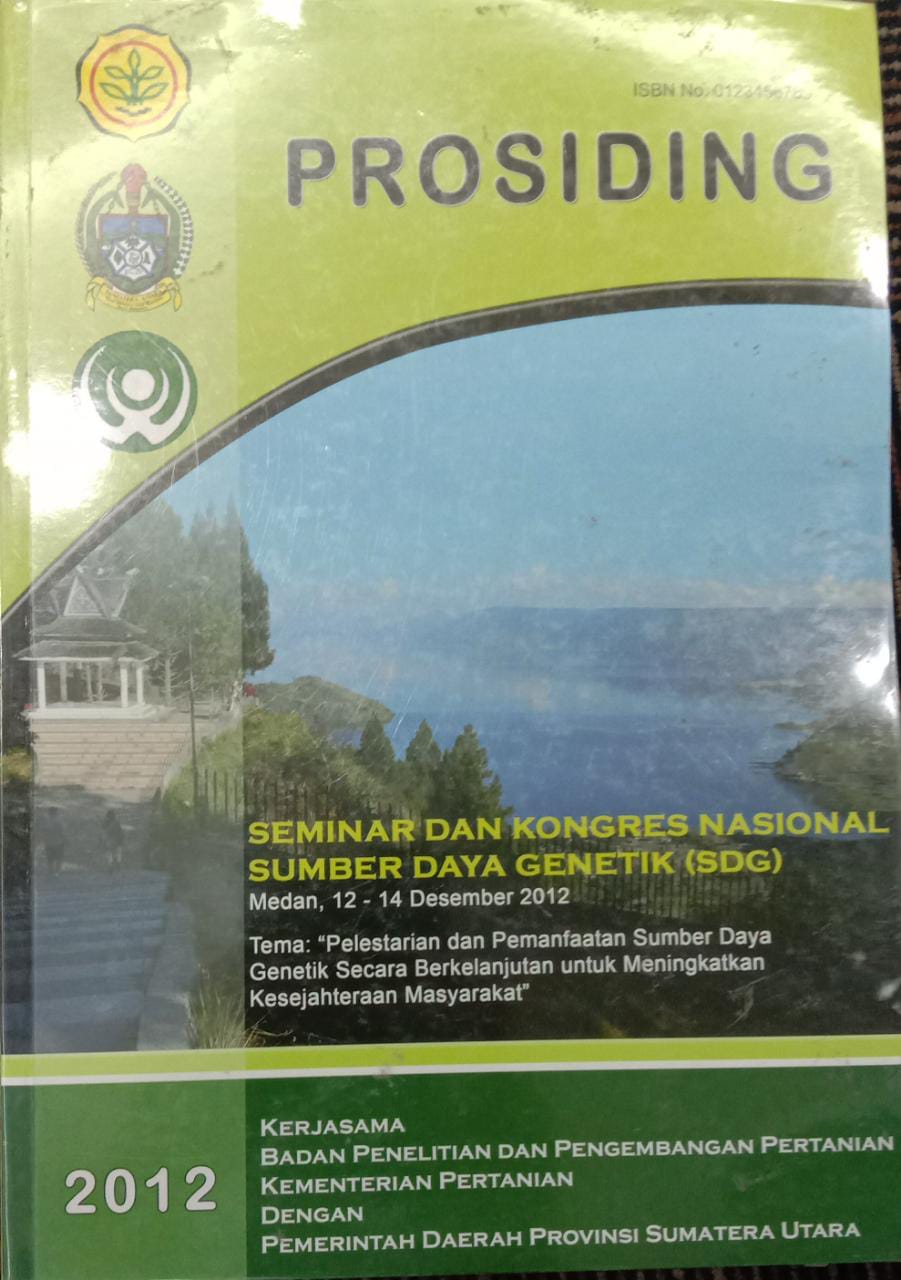 ISBN No. 0123456789
PROSIDING
SEMINAR DAN KONGRES NASIONAL
SUMBER DAYA GENETIK (SDG)
Medan, 12 - 14 Desember 2012
Tema: “Pelestarian dan Pemanfaatan Sumber Daya
Genetik Secara Berkelanjutan untuk Meningkatkan
Kesejahteraan Masyarakat”
2012
KERJASAMA
BADAN PENELITIAN DAN PENGEMBANGAN PERTANIAN
KEMENTERIAN PERTANIAN
DENGAN
PEMERINTAH DAERAH PROVINSI SUMATERA UTARA